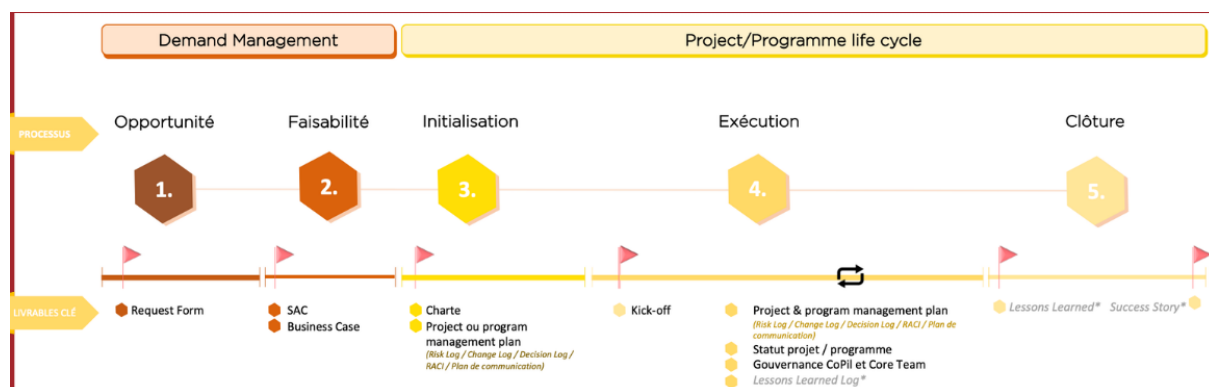 Demand Management
Project/Programme life cycle
PROCESSUS
Opportunité
Faisabilité
Initialisation
Exécution
Clôture
1.
2.
3.
4.
5.
LIVRABLES CLÉ
Request Form
SAC
Business Case
Charte
Project ou program
management plan
(Risk Log / Change Log / Decision Log /
RACI / Plan de communication)
Kick-off
Project & program management plan
(Risk Log / Change Log / Decision Log / RACI / Plan de
communication)
Statut projet / programme
Gouvernance CoPil et Core Team
Lessons Learned Log*
Lessons Learned*
Success Story*